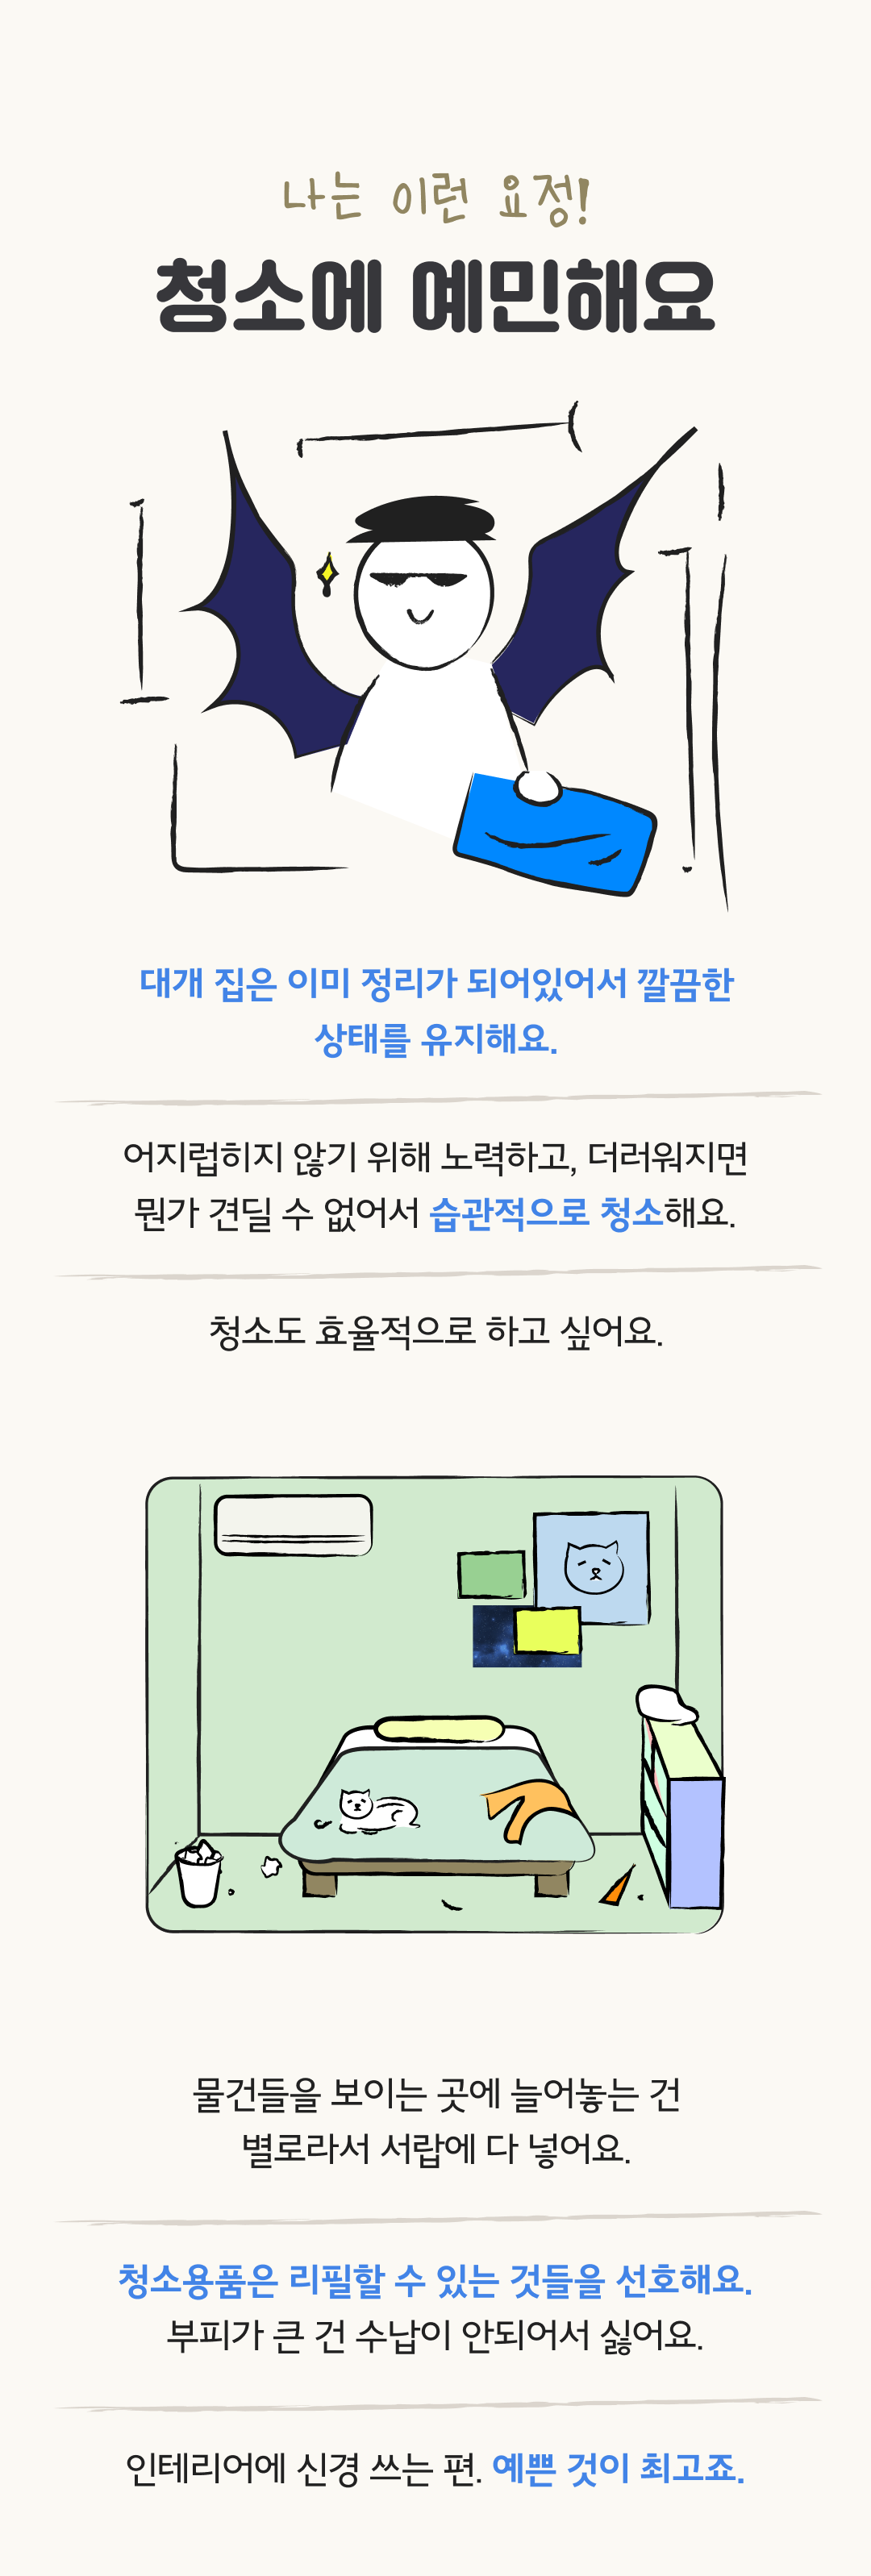 나는 이런 요정!
청소에 예민해요
대개 집은 이미 정리가 되어있어서 깔끔한
상태를 유지해요.
어지럽히지 않기 위해 노력하고, 더러워지면
뭔가 견딜 수 없어서 습관적으로 청소해요.
청소도 효율적으로 하고 싶어요.
물건들을 보이는 곳에 늘어놓는 건
별로라서 서랍에 다 넣어요.
청소용품은 리필할 수 있는 것들을 선호해요.
부피가 큰 건 수납이 안되어서 싫어요.
인테리어에 신경 쓰는 편. 예쁜 것이 최고죠.